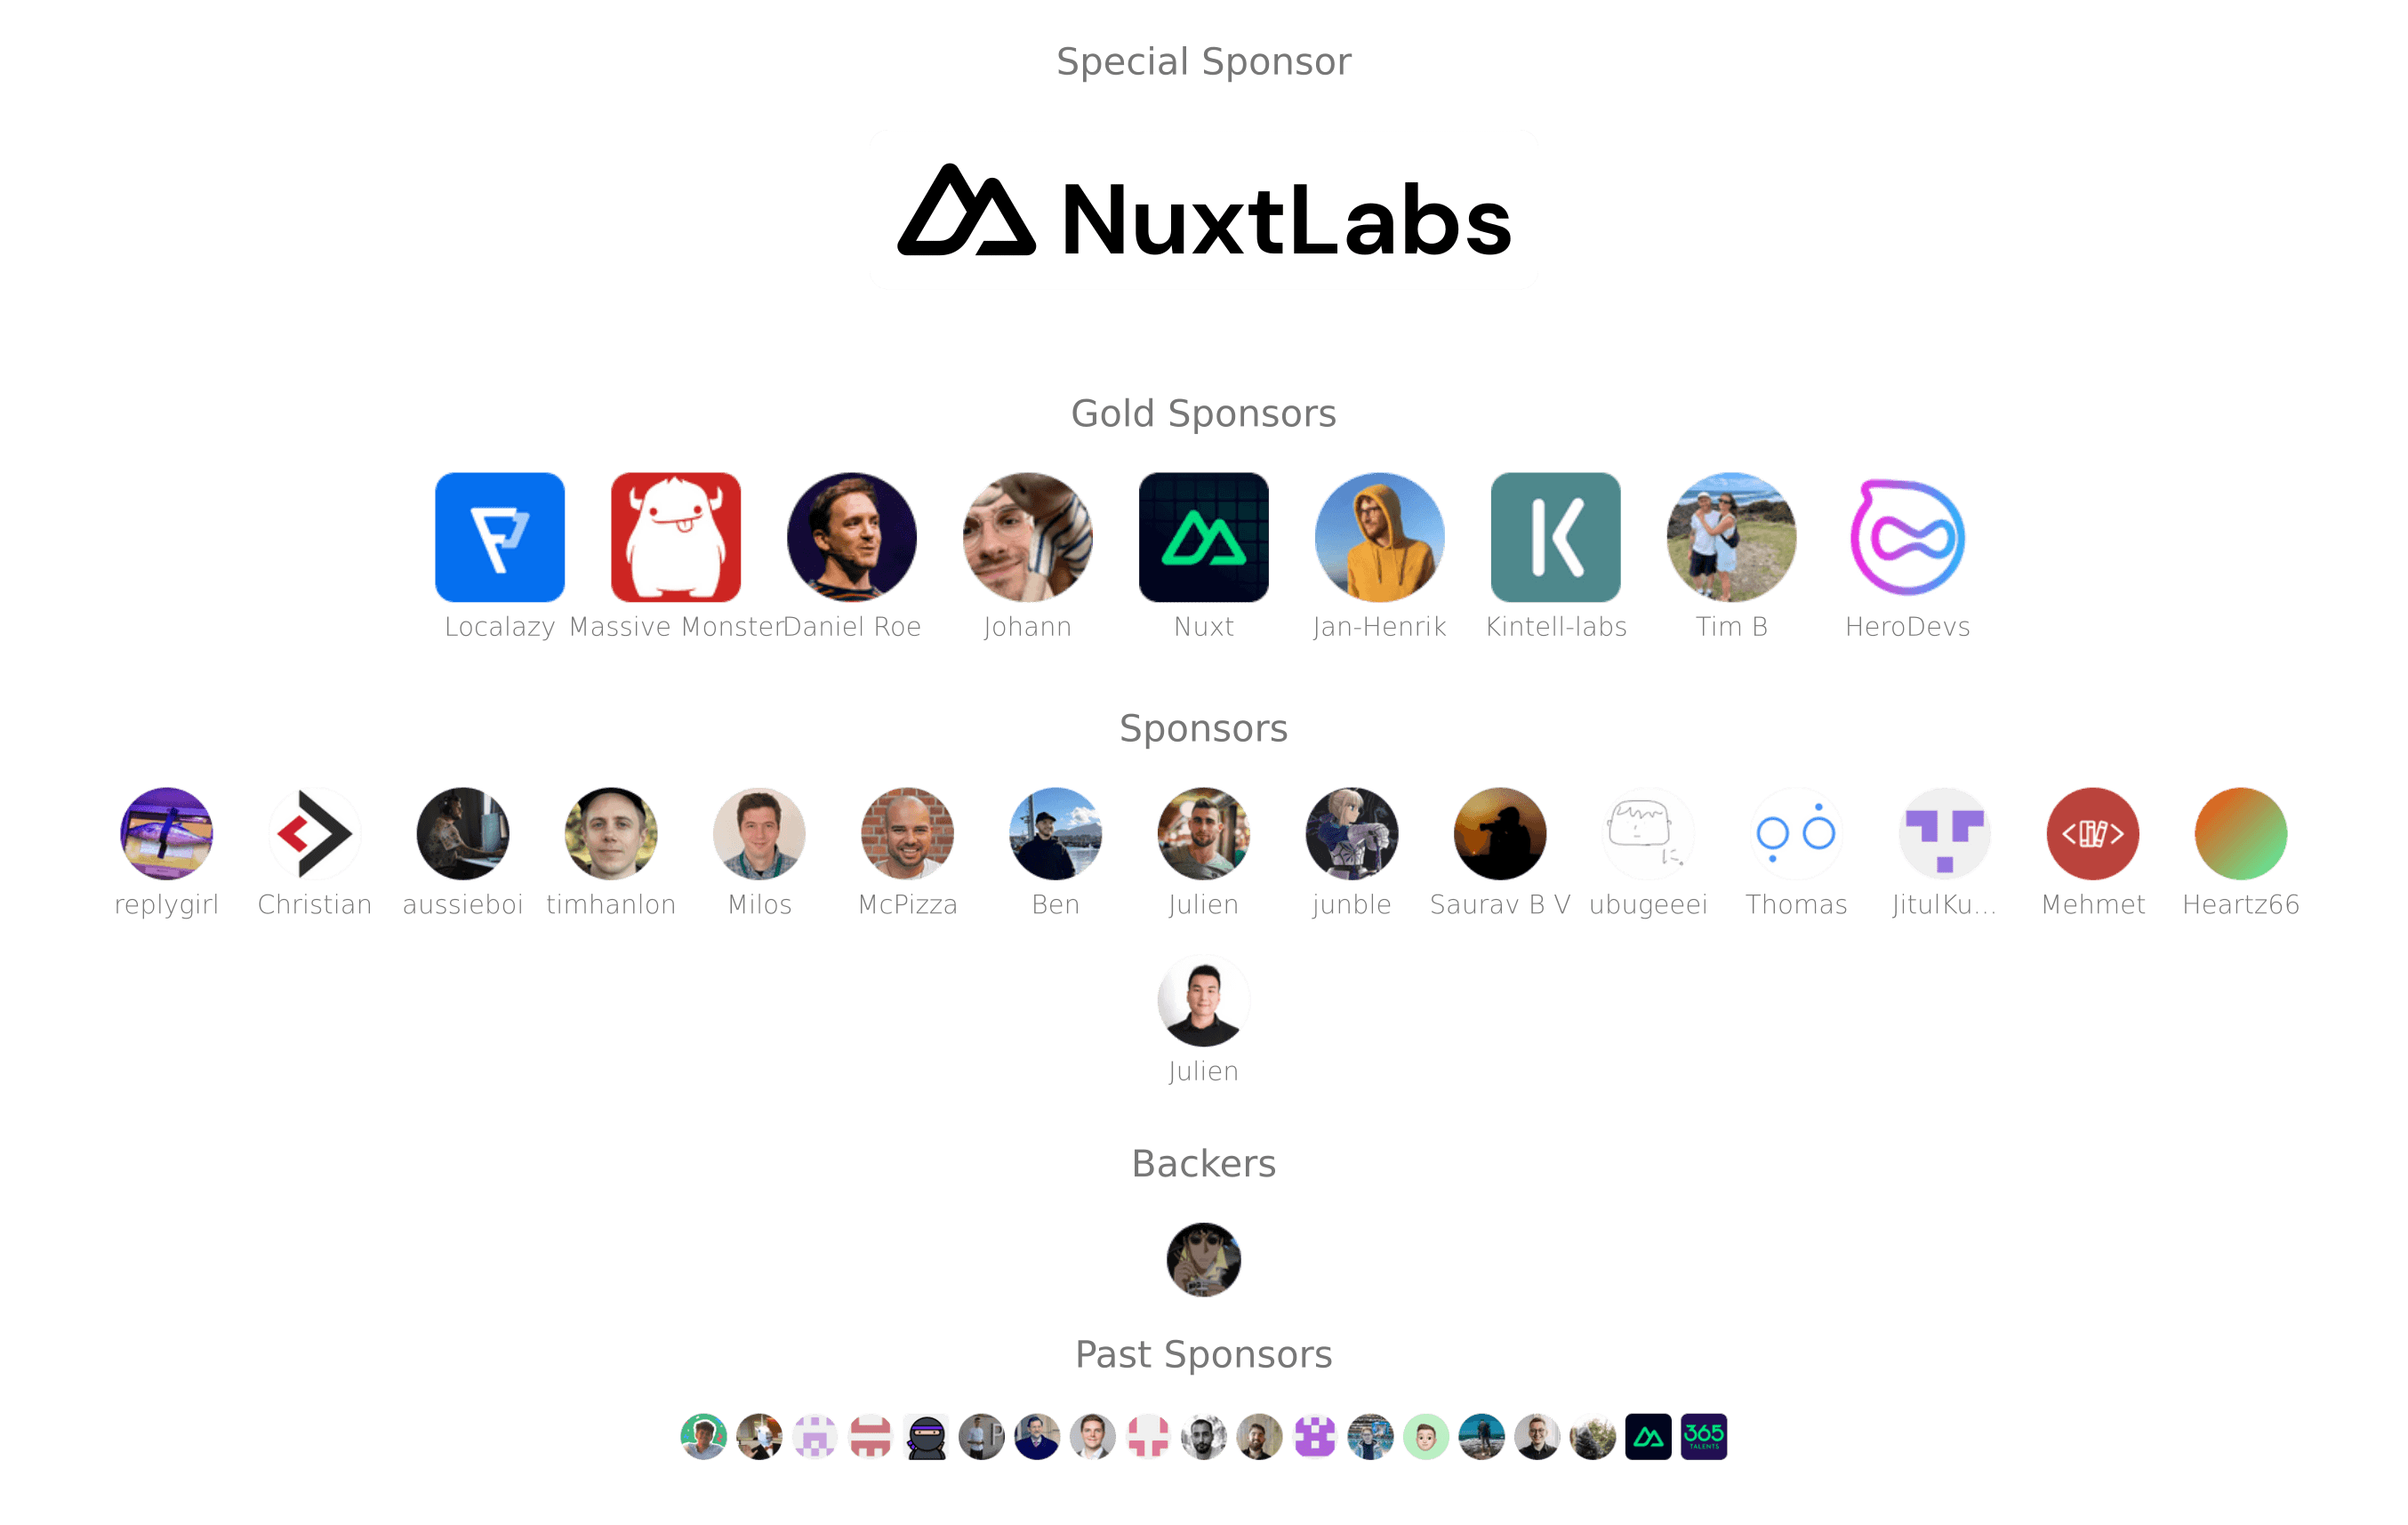 Special Sponsor
NuxtLabs
Gold Sponsors
Localazy Massive Monster Daniel Roe Johann Nuxt Jan-Henrik Kintell-labs Tim B HeroDevs
Sponsors
replygirl Christian aussieboi timhanlon Milos McPizza Ben Julien junble Saurav B V ubugeeei Thomas JitulKu... Mehmet Heartz66
Julien
Backers
Past Sponsors
365
TALENTS